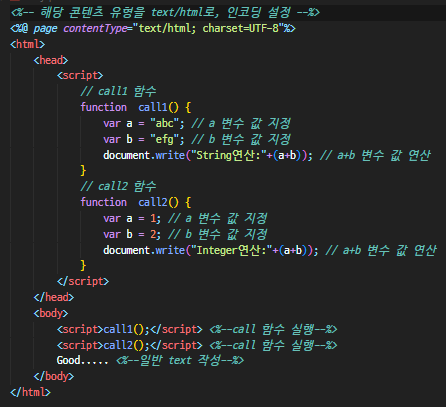 <%-- 해당 콘텐츠 유형을 text/html로, 인코딩 설정 --%>
<%@ page contentType="text/html; charset=UTF-8"%>
<html>
    <head>
        <script>
            // call1 함수
            function  call1() {
                var a = "abc"; // a 변수 값 지정
                var b = "efg"; // b 변수 값 지정
                document.write("String연산:"+(a+b)); // a+b 변수 값 연산
            }
            // call2 함수
            function  call2() {
                var a = 1; // a 변수 값 지정
                var b = 2; // b 변수 값 지정
                document.write("Integer연산:"+(a+b)); // a+b 변수 값 연산
            }
        </script>
    </head>
    <body>
        <script>call1();</script> <%--call 함수 실행--%>
        <script>call2();</script> <%--call 함수 실행--%>
        Good..... <%--일반 text 작성--%>
    </body>
</html>